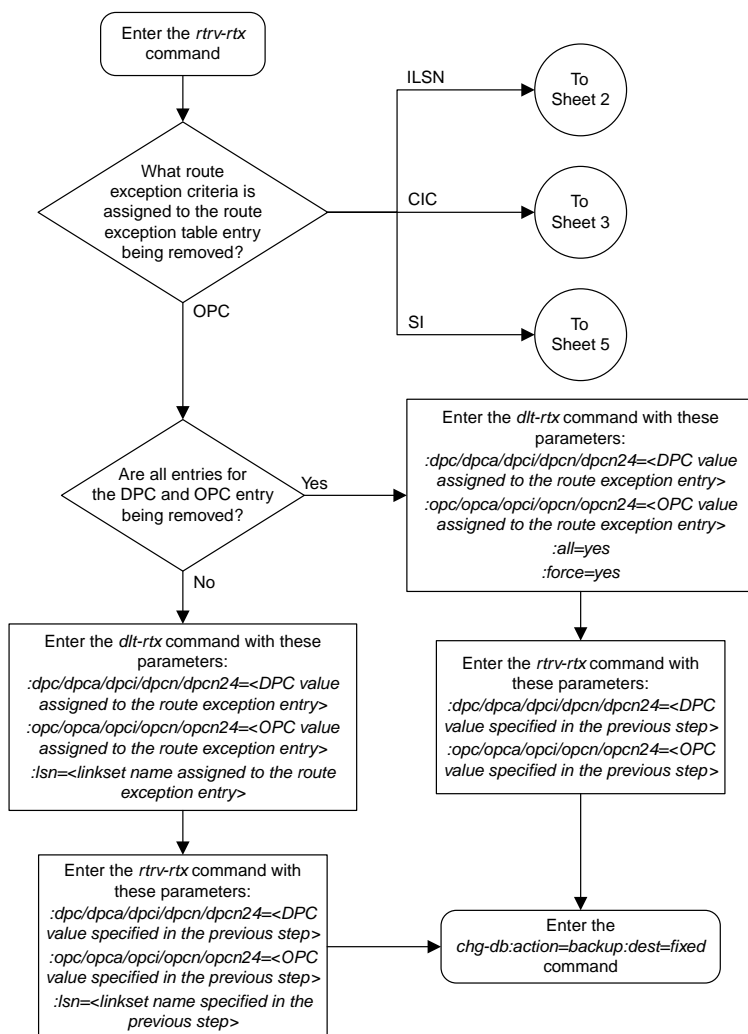 Enter the rtrv-rtx
command
ILSN
To
Sheet 2
What route
exception criteria is
assigned to the route
exception table entry
being removed?
CIC
To
Sheet 3
SI
To
Sheet 5
OPC
Are all entries for
the DPC and OPC entry
being removed?
Yes
Enter the dlt-rtx command with these
parameters:
:dpc/dpca/dpci/dpcn/dpcn24=<DPC value
assigned to the route exception entry>
:opc/opca/opci/opcn/opcn24=<OPC value
assigned to the route exception entry>
:all=yes
:force=yes
No
Enter the dlt-rtx command with these
parameters:
:dpc/dpca/dpci/dpcn/dpcn24=<DPC value
assigned to the route exception entry>
:opc/opca/opci/opcn/opcn24=<OPC value
assigned to the route exception entry>
:lsn=<linkset name assigned to the route
exception entry>
Enter the rtrv-rtx command with
these parameters:
:dpc/dpca/dpci/dpcn/dpcn24=<DPC
value specified in the previous step>
:opc/opca/opci/opcn/opcn24=<OPC
value specified in the previous step>
Enter the rtrv-rtx command with
these parameters:
:dpc/dpca/dpci/dpcn/dpcn24=<DPC
value specified in the previous step>
:opc/opca/opci/opcn/opcn24=<OPC
value specified in the previous step>
:lsn=<linkset name specified in the
previous step>
Enter the
chg-db:action=backup:dest=fixed
command